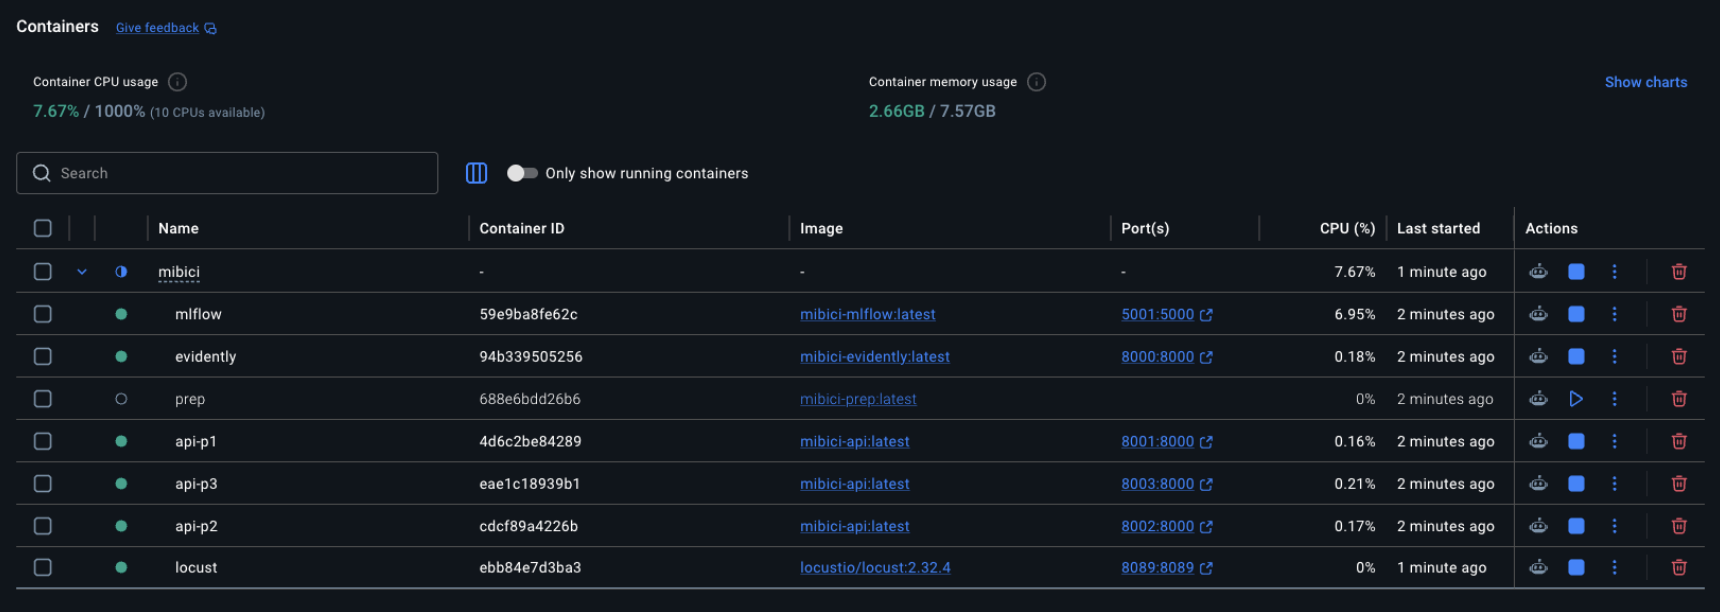 Containers Give feedback
Container CPU usage
7.67% / 1000% (10 CPUs available)
Container memory usage
2.66GB / 7.57GB
Show charts
Search
Only show running containers
Name Container ID Image Port(s) CPU (%) Last started Actions
mibici - - - 7.67% 1 minute ago
mlflow 59e9ba8fe62c mibici-mlflow:latest 5001:5000 6.95% 2 minutes ago
evidently 94b339505256 mibici-evidently:latest 8000:8000 0.18% 2 minutes ago
prep 688e6bdd26b6 mibici-prep:latest 0% 2 minutes ago
api-p1 4d6c2be84289 mibici-api:latest 8001:8000 0.16% 2 minutes ago
api-p3 eae1c18939b1 mibici-api:latest 8003:8000 0.21% 2 minutes ago
api-p2 cdcf89a4226b mibici-api:latest 8002:8000 0.17% 2 minutes ago
locust ebb84e7d3ba3 locustio/locust:2.32.4 8089:8089 0% 1 minute ago